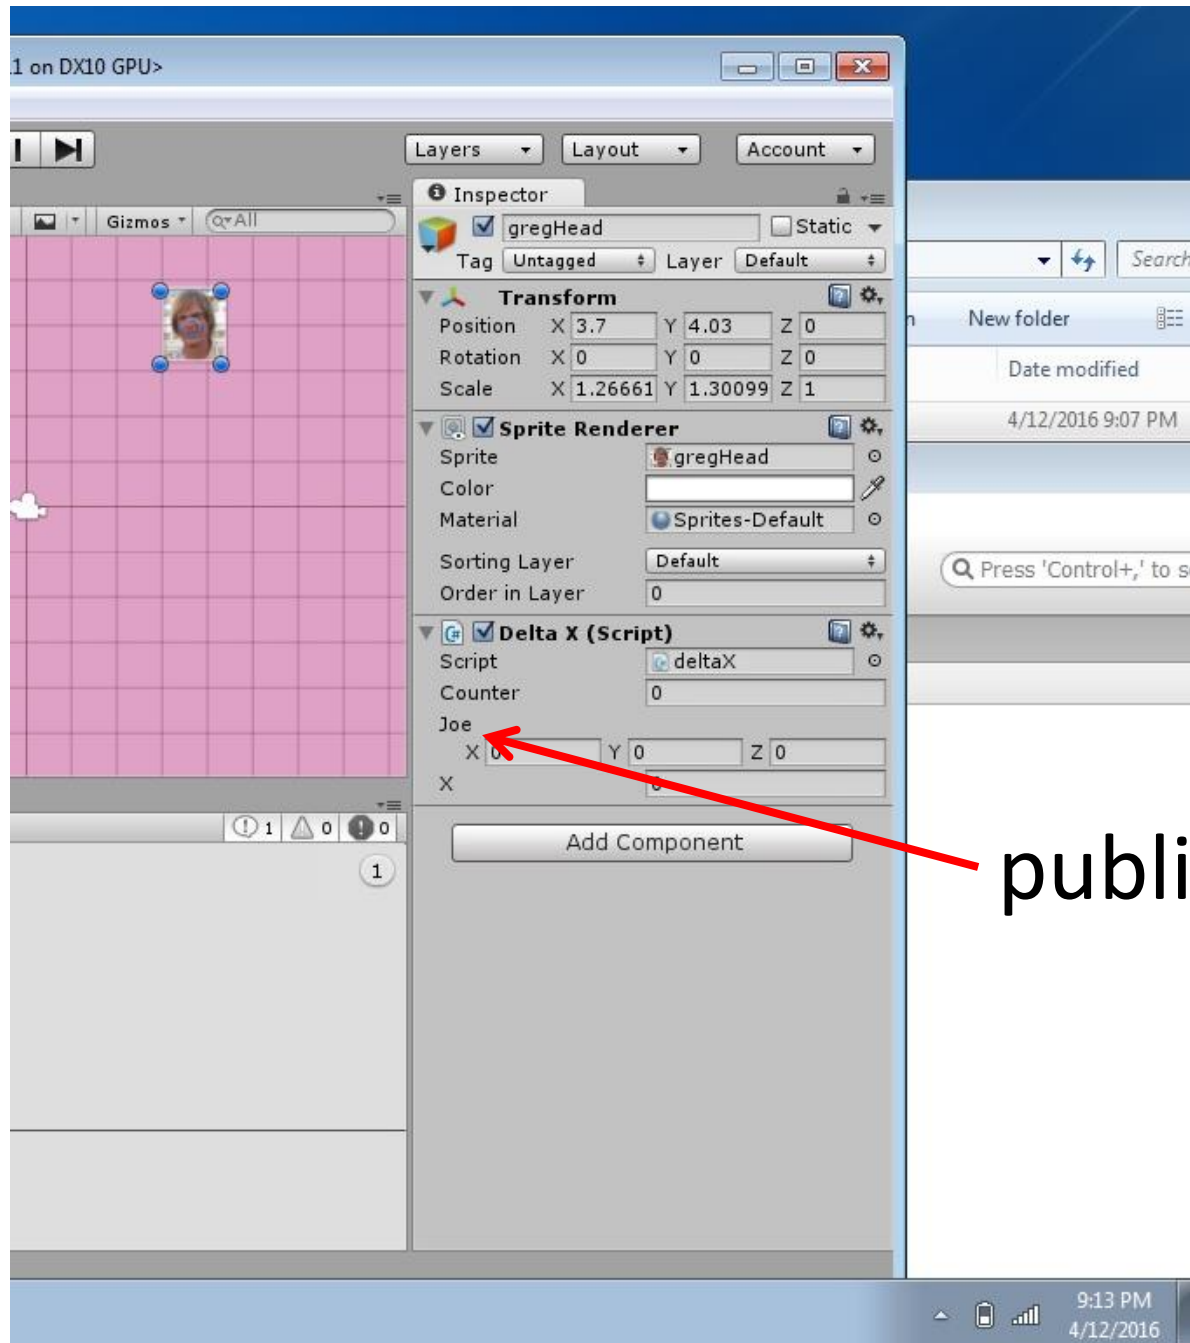 .1 on DX10 GPU>
Layers Layout Account
Inspector
Gizmos All
gregHead Static
Tag Untagged Layer Default
Search
Transform
New folder
Position X 3.7 Y 4.03 Z 0
Rotation X 0 Y 0 Z 0
Date modified
Scale X 1.26661 Y 1.30099 Z 1
4/12/2016 9:07 PM
Sprite Renderer
Sprite gregHead
Color
Material Sprites-Default
Sorting Layer Default
Press 'Control+,' to s
Order in Layer 0
Delta X (Script)
Script deltaX
Counter 0
Joe
X 0 Y 0 Z 0
X 0
1 0 0
Add Component
1
publi
9:13 PM
4/12/2016